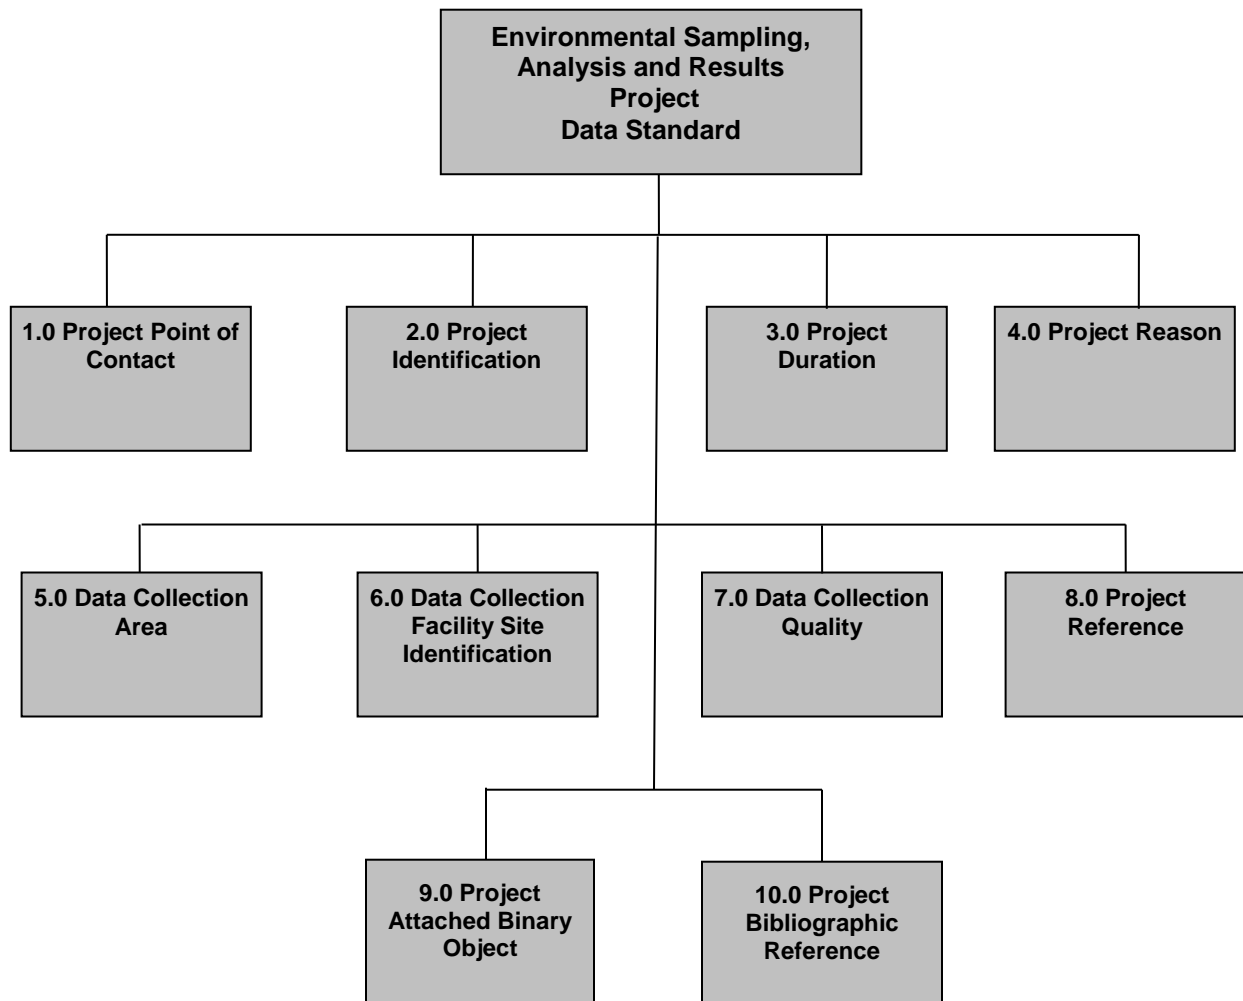 Environmental Sampling,
Analysis and Results
Project
Data Standard
1.0 Project Point of
Contact
2.0 Project
Identification
3.0 Project
Duration
4.0 Project Reason
5.0 Data Collection
Area
6.0 Data Collection
Facility Site
Identification
7.0 Data Collection
Quality
8.0 Project
Reference
9.0 Project
Attached Binary
Object
10.0 Project
Bibliographic
Reference